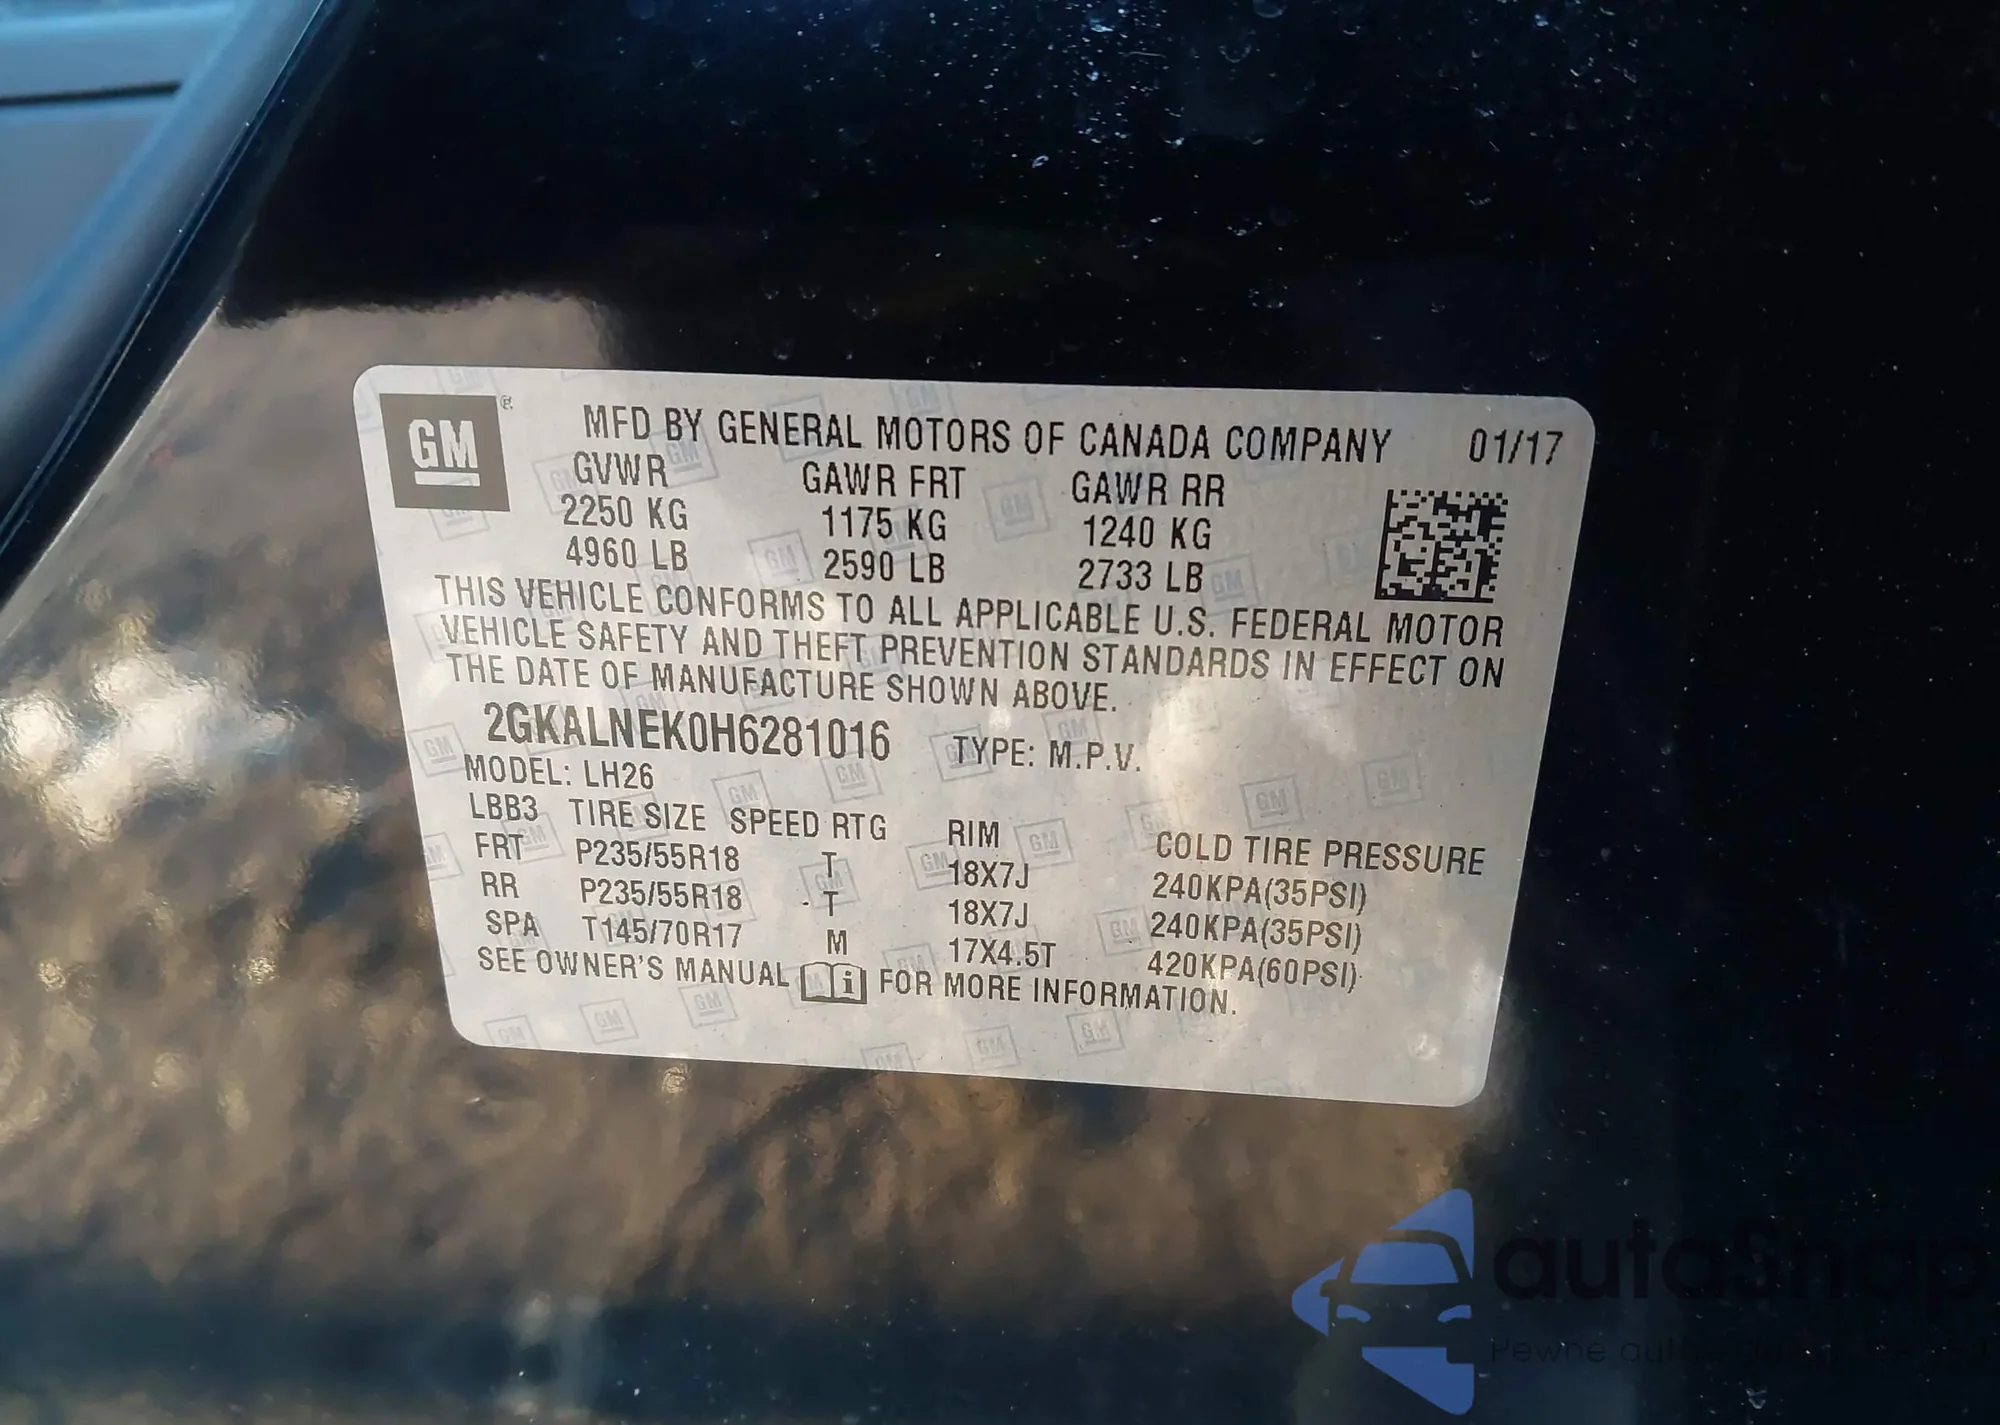 GM
®
MFD BY GENERAL MOTORS OF CANADA COMPANY 01/17
GVWR GAWR FRT GAWR RR
2250 KG 1175 KG 1240 KG
4960 LB 2590 LB 2733 LB
THIS VEHICLE CONFORMS TO ALL APPLICABLE U.S. FEDERAL MOTOR
VEHICLE SAFETY AND THEFT PREVENTION STANDARDS IN EFFECT ON
THE DATE OF MANUFACTURE SHOWN ABOVE.
2GKALNEK0H6281016 TYPE: M.P.V.
MODEL: LH26
LBB3 TIRE SIZE SPEED RTG RIM COLD TIRE PRESSURE
FRT P235/55R18 T 18X7J 240KPA(35PSI)
RR P235/55R18 T 18X7J 240KPA(35PSI)
SPA T145/70R17 M 17X4.5T 420KPA(60PSI)
SEE OWNER'S MANUAL i FOR MORE INFORMATION.
autoSnap
Pewne